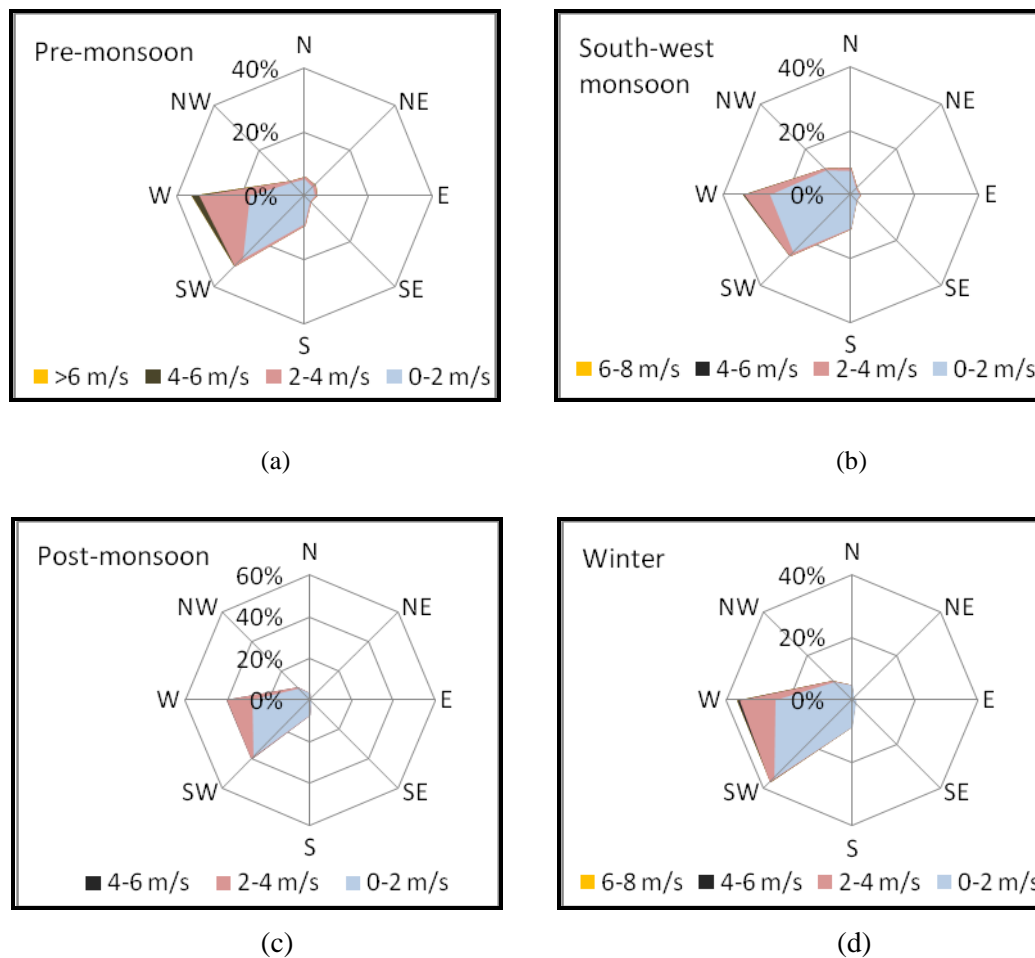 Pre-monsoon
N
40%
NW
NE
20%
W
0%
E
SW
SE
S
>6 m/s 4-6 m/s 2-4 m/s 0-2 m/s
(a)
South-west
monsoon
N
40%
NW
NE
20%
W
0%
E
SW
SE
S
6-8 m/s 4-6 m/s 2-4 m/s 0-2 m/s
(b)
Post-monsoon
N
60%
NW
NE
40%
20%
W
0%
E
SW
SE
S
4-6 m/s 2-4 m/s 0-2 m/s
(c)
Winter
N
40%
NW
NE
20%
W
0%
E
SW
SE
S
6-8 m/s 4-6 m/s 2-4 m/s 0-2 m/s
(d)